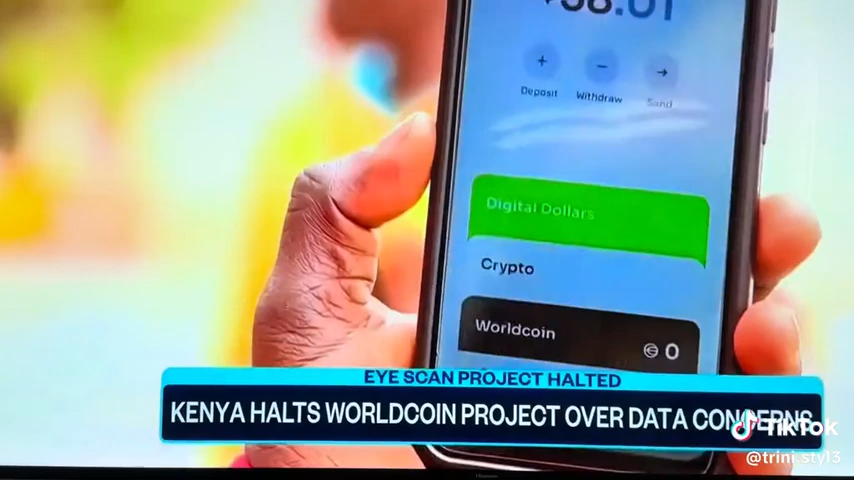 Deposit
Withdraw
Send
Digital Dollars
Crypto
Worldcoin
0
EYE SCAN PROJECT HALTED
KENYA HALTS WORLDCOIN PROJECT OVER DATA CONCERNS
TikTok
@trini.sty13